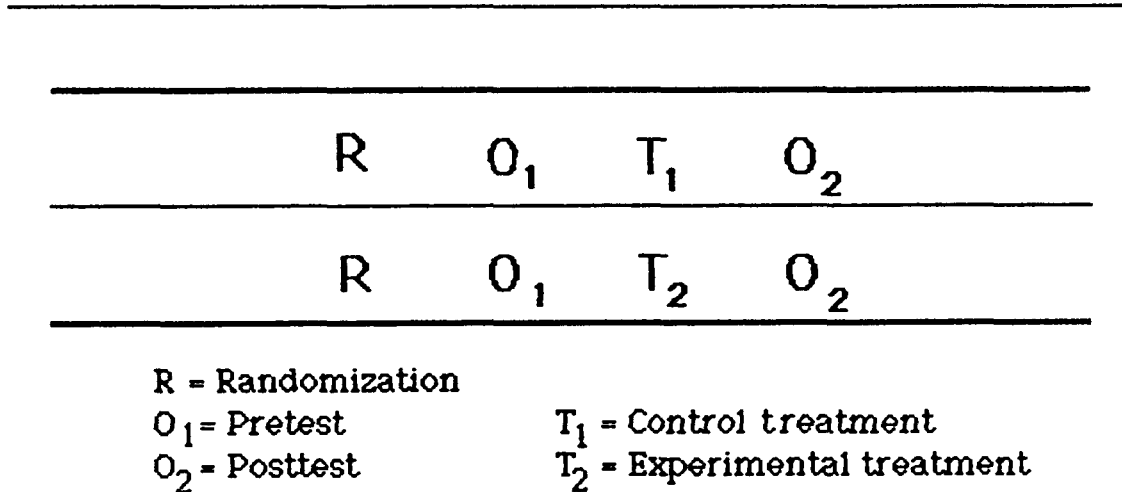 R O₁ T₁ O₂
R O₁ T₂ O₂
R = Randomization
O₁ = Pretest T₁ = Control treatment
O₂ = Posttest T₂ = Experimental treatment